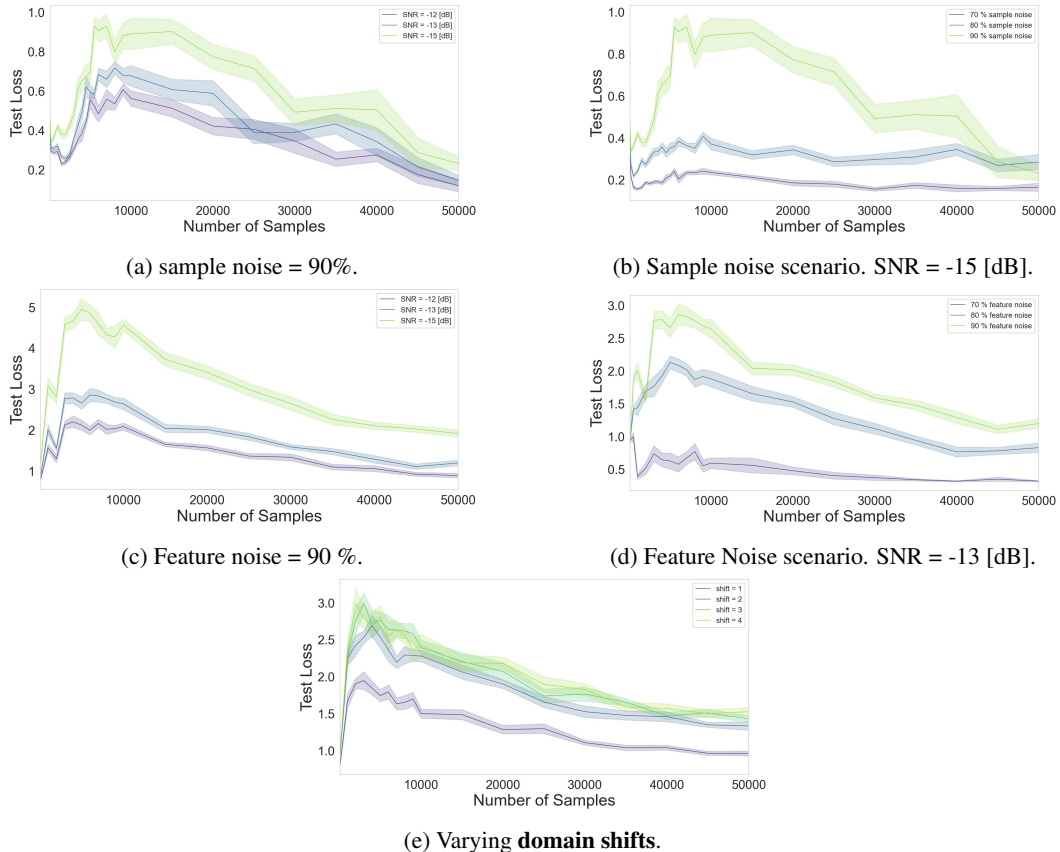 1.0
0.8
0.6
0.4
0.2
Test Loss
SNR = -12 [dB]
SNR = -13 [dB]
SNR = -15 [dB]
10000 20000 30000 40000 50000
Number of Samples
(a) sample noise = 90%.
1.0
0.8
0.6
0.4
0.2
Test Loss
70 % sample noise
80 % sample noise
90 % sample noise
10000 20000 30000 40000 50000
Number of Samples
(b) Sample noise scenario. SNR = -15 [dB].
5
4
3
2
1
Test Loss
SNR = -12 [dB]
SNR = -13 [dB]
SNR = -15 [dB]
10000 20000 30000 40000 50000
Number of Samples
(c) Feature noise = 90 %.
3.0
2.5
2.0
1.5
1.0
0.5
Test Loss
70 % feature noise
80 % feature noise
90 % feature noise
10000 20000 30000 40000 50000
Number of Samples
(d) Feature Noise scenario. SNR = -13 [dB].
3.0
2.5
2.0
1.5
1.0
Test Loss
shift = 1
shift = 2
shift = 3
shift = 4
10000 20000 30000 40000 50000
Number of Samples
(e) Varying domain shifts.